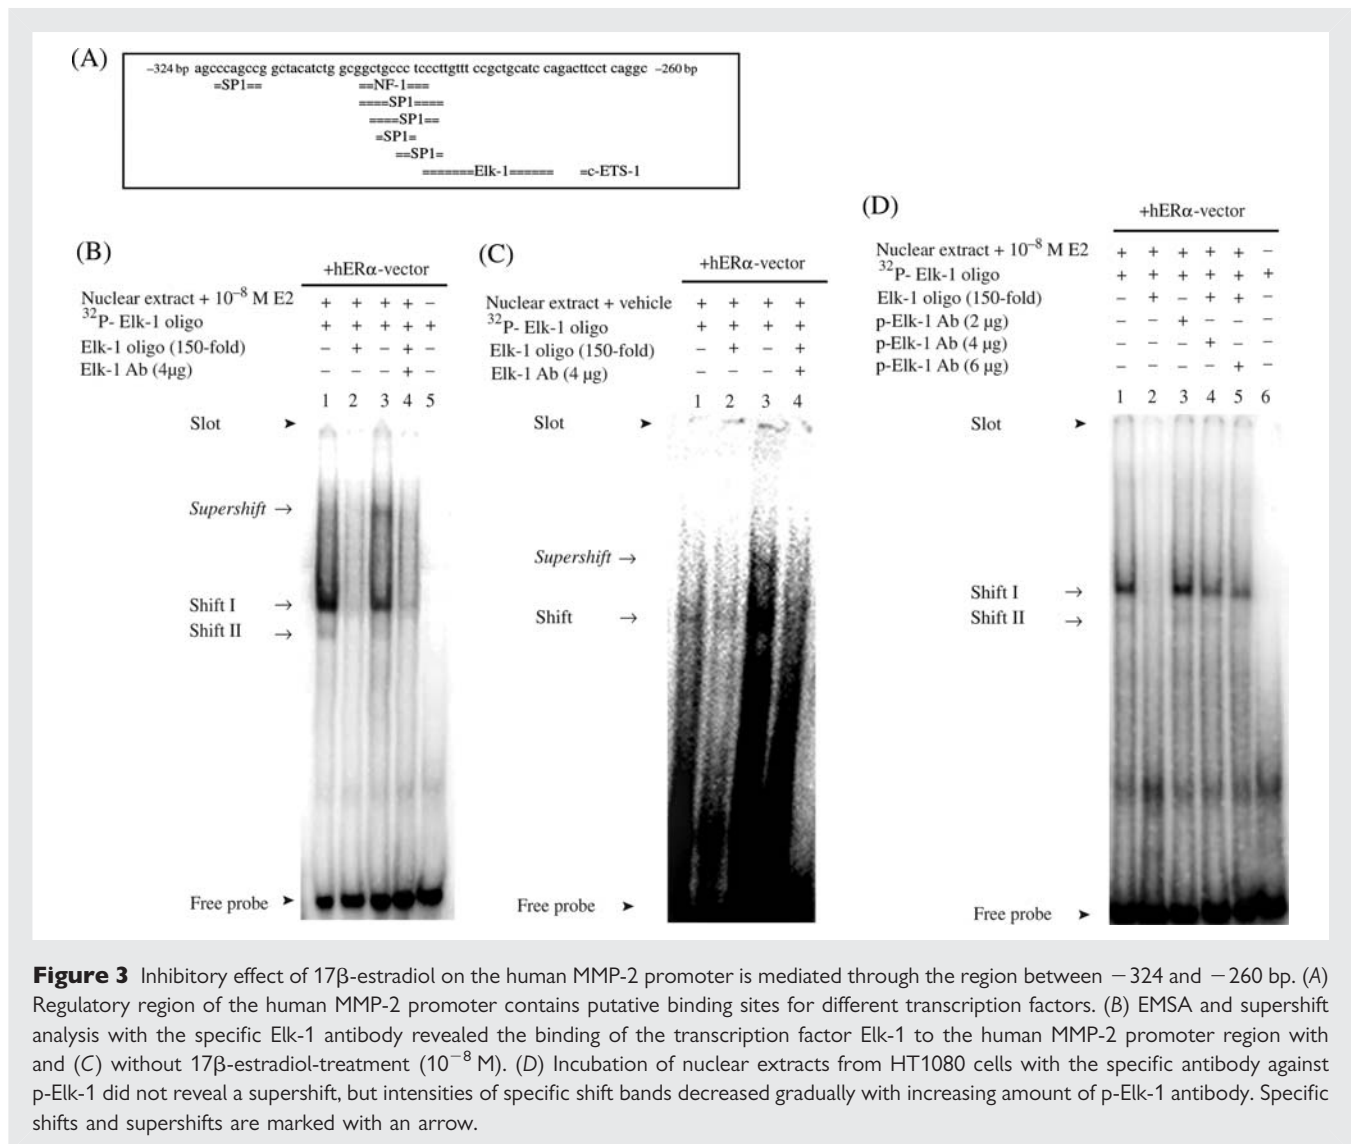 (A)
−324 bp agcccagccg gctacatctg gcggctgccc tcccttgttt ccgctgcatc cagacttcct caggc −260 bp
=SP1== ==NF-1===
====SP1====
====SP1==
=SP1=
==SP1=
=======Elk-1====== =c-ETS-1
(B)
+hERα-vector
Nuclear extract + 10⁻⁸ M E2 + + + + −
³²P- Elk-1 oligo + + + + +
Elk-1 oligo (150-fold) − + − + −
Elk-1 Ab (4µg) − − − + −
1 2 3 4 5
Slot ➤
Supershift →
Shift I →
Shift II →
Free probe ➤
(C)
+hERα-vector
Nuclear extract + vehicle + + + +
³²P- Elk-1 oligo + + + +
Elk-1 oligo (150-fold) − + − +
Elk-1 Ab (4 µg) − − − +
1 2 3 4
Slot ➤
Supershift →
Shift →
Free probe ➤
(D)
+hERα-vector
Nuclear extract + 10⁻⁸ M E2 + + + + + −
³²P- Elk-1 oligo + + + + + +
Elk-1 oligo (150-fold) − + − + + −
p-Elk-1 Ab (2 µg) − − + − − −
p-Elk-1 Ab (4 µg) − − − + − −
p-Elk-1 Ab (6 µg) − − − − + −
1 2 3 4 5 6
Slot ➤
Shift I →
Shift II →
Free probe ➤
Figure 3 Inhibitory effect of 17β-estradiol on the human MMP-2 promoter is mediated through the region between −324 and −260 bp. (A)
Regulatory region of the human MMP-2 promoter contains putative binding sites for different transcription factors. (B) EMSA and supershift
analysis with the specific Elk-1 antibody revealed the binding of the transcription factor Elk-1 to the human MMP-2 promoter region with
and (C) without 17β-estradiol-treatment (10⁻⁸ M). (D) Incubation of nuclear extracts from HT1080 cells with the specific antibody against
p-Elk-1 did not reveal a supershift, but intensities of specific shift bands decreased gradually with increasing amount of p-Elk-1 antibody. Specific
shifts and supershifts are marked with an arrow.